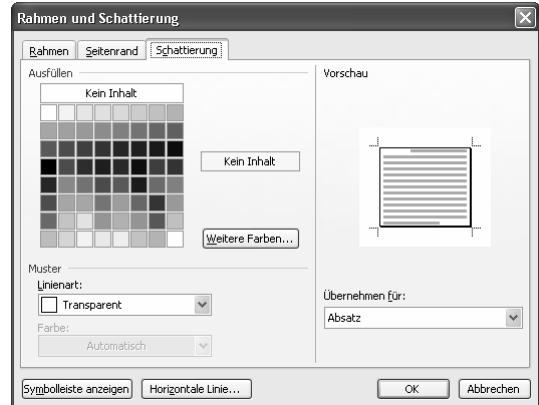 Rahmen und Schattierung
Rahmen Seitenrand Schattierung
Ausfüllen
Kein Inhalt
Kein Inhalt
Weitere Farben...
Muster
Linienart:
Transparent
Farbe:
Automatisch
Vorschau
Übernehmen für:
Absatz
Symbolleiste anzeigen Horizontale Linie... OK Abbrechen